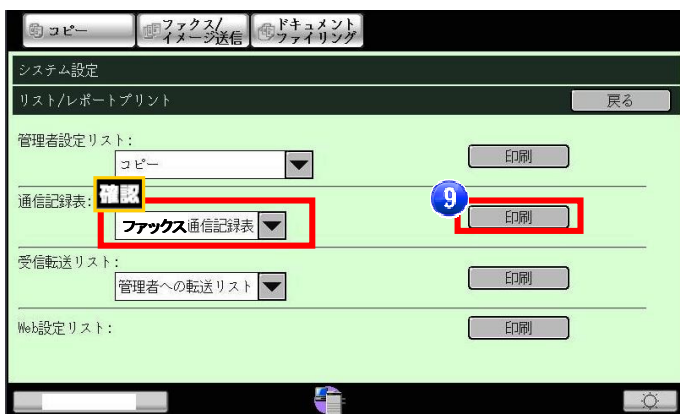 コピー
ファクス/
イメージ送信
ドキュメント
ファイリング
システム設定
リスト/レポートプリント
戻る
管理者設定リスト:
コピー
印刷
確認
通信記録表:
ファックス通信記録表
9
印刷
受信転送リスト:
管理者への転送リスト
印刷
Web設定リスト:
印刷